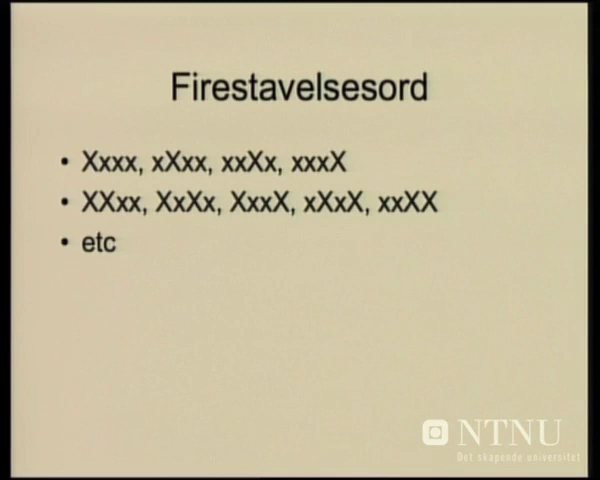 Firestavelsesord
• Xxxx, xXxx, xxXx, xxxX
• XXxx, XxXx, XxxX, xXxX, xxXX
• etc
NTNU
Det skapende universitet